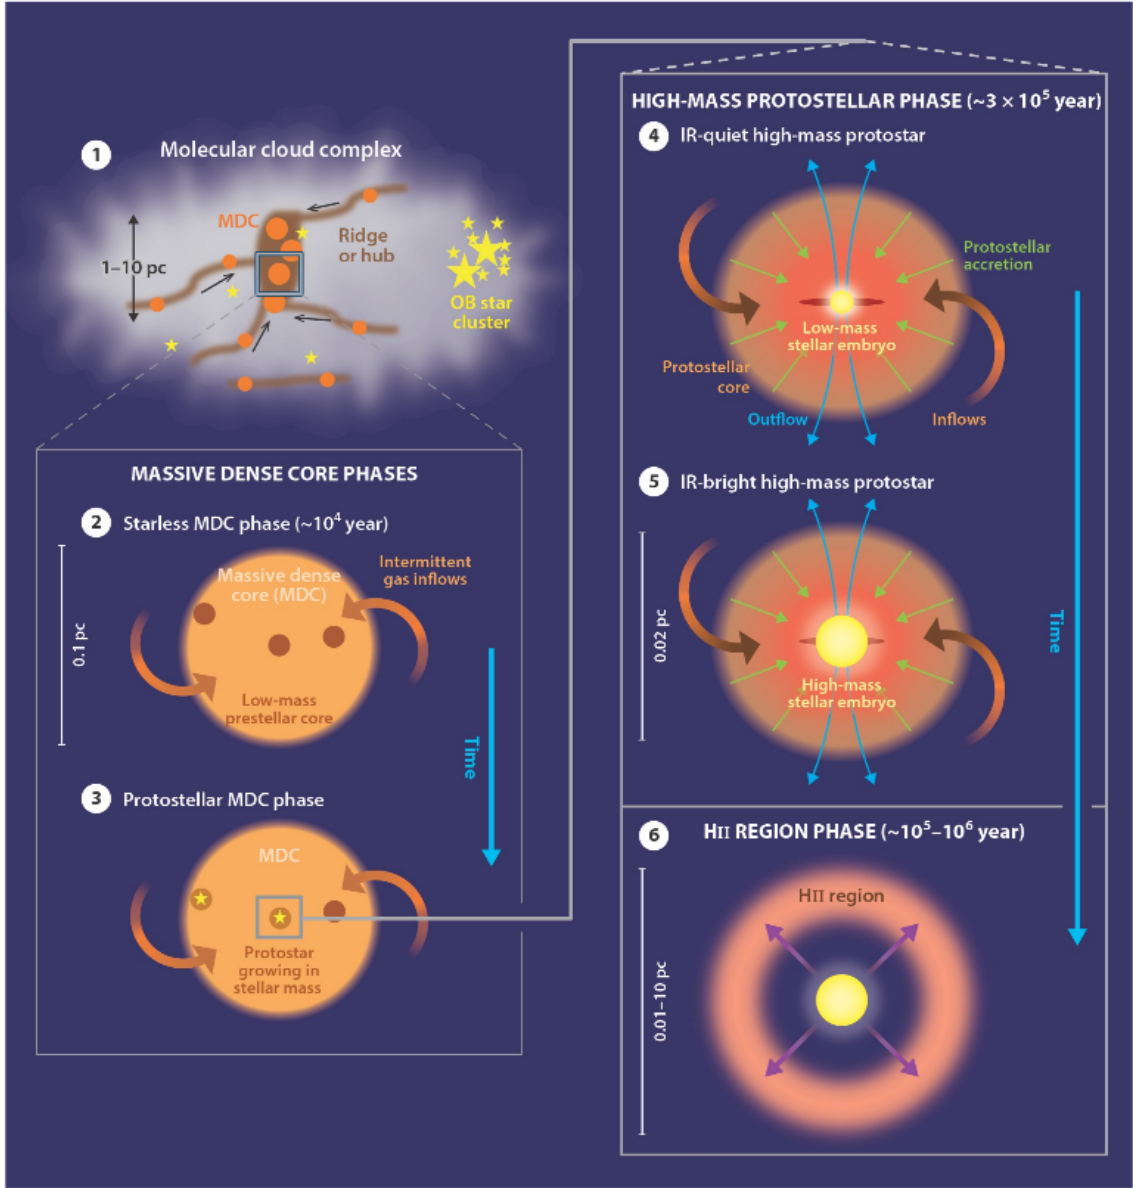 1
Molecular cloud complex
MDC
Ridge
or hub
1–10 pc
OB star
cluster
MASSIVE DENSE CORE PHASES
2
Starless MDC phase (~10⁴ year)
Massive dense
core (MDC)
Intermittent
gas inflows
0.1 pc
Low-mass
prestellar core
Time
3
Protostellar MDC phase
MDC
Protostar
growing in
stellar mass
HIGH-MASS PROTOSTELLAR PHASE (~3 × 10⁵ year)
4
IR-quiet high-mass protostar
Protostellar
accretion
Low-mass
stellar embryo
Protostellar
core
Outflow
Inflows
5
IR-bright high-mass protostar
0.02 pc
High-mass
stellar embryo
Time
6
HII REGION PHASE (~10⁵–10⁶ year)
HII region
0.01–10 pc